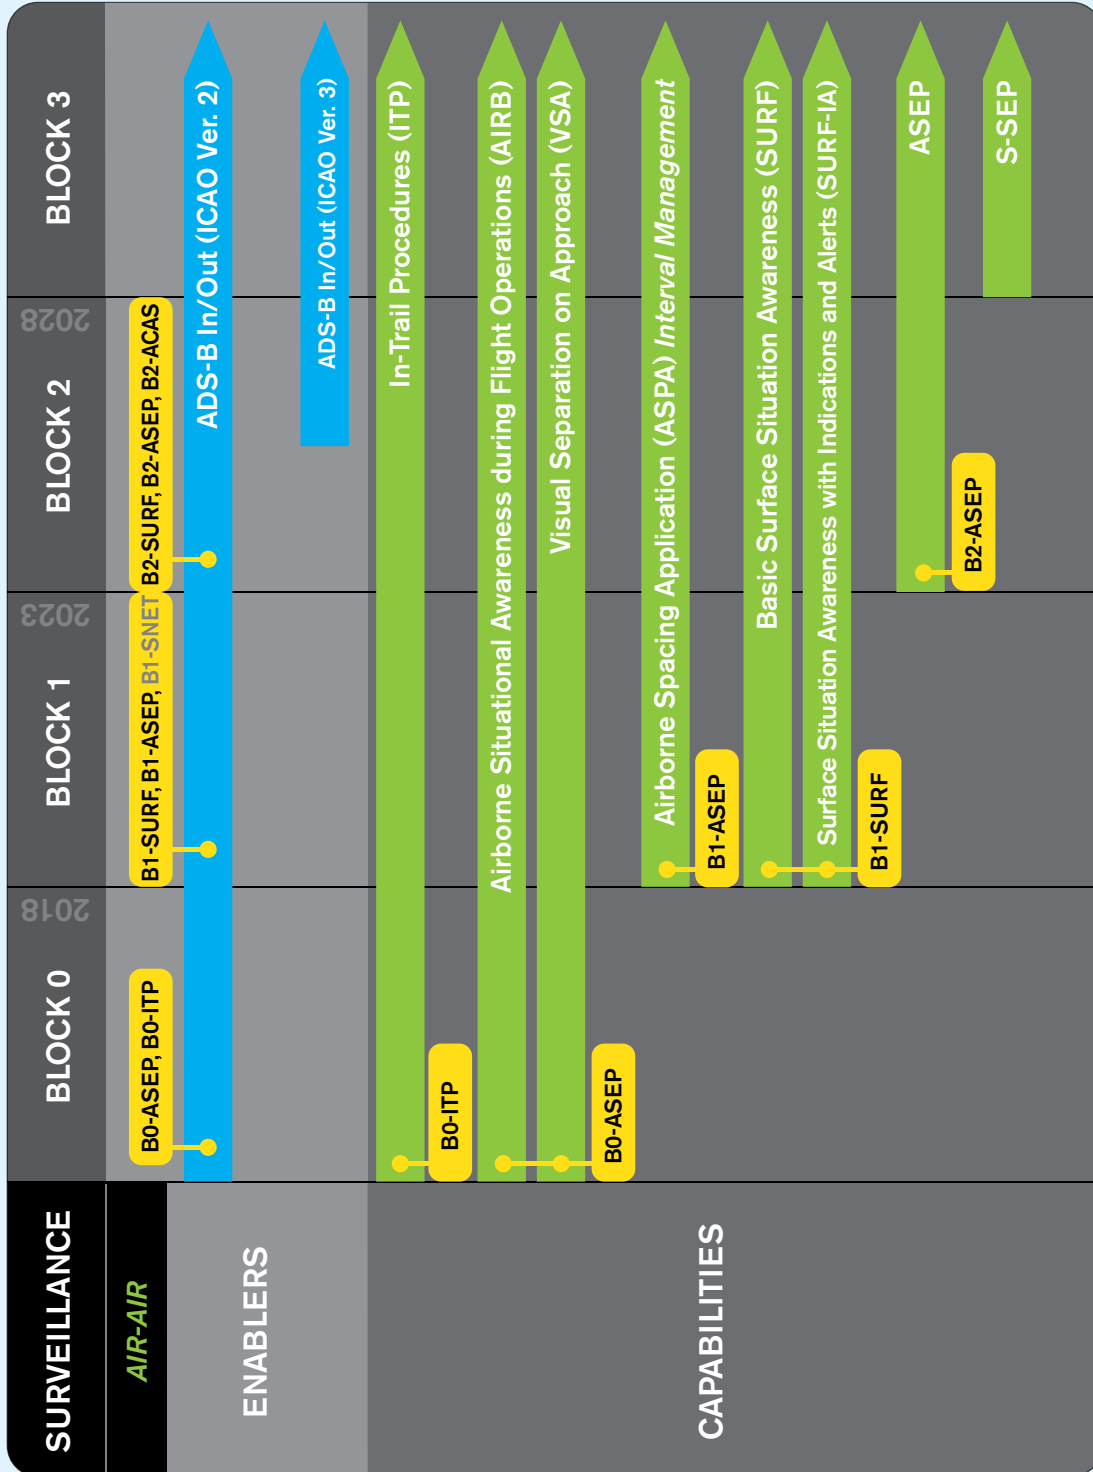 SURVEILLANCE
BLOCK 0
2018
BLOCK 1
2023
BLOCK 2
2028
BLOCK 3
AIR-AIR
ENABLERS
B0-ASEP, B0-ITP
B1-SURF, B1-ASEP, B1-SNET
B2-SURF, B2-ASEP, B2-ACAS
ADS-B In/Out (ICAO Ver. 2)
ADS-B In/Out (ICAO Ver. 3)
CAPABILITIES
In-Trail Procedures (ITP)
B0-ITP
Airborne Situational Awareness during Flight Operations (AIRB)
Visual Separation on Approach (VSA)
B0-ASEP
Airborne Spacing Application (ASPA) Interval Management
B1-ASEP
Basic Surface Situation Awareness (SURF)
Surface Situation Awareness with Indications and Alerts (SURF-IA)
B1-SURF
ASEP
B2-ASEP
S-SEP